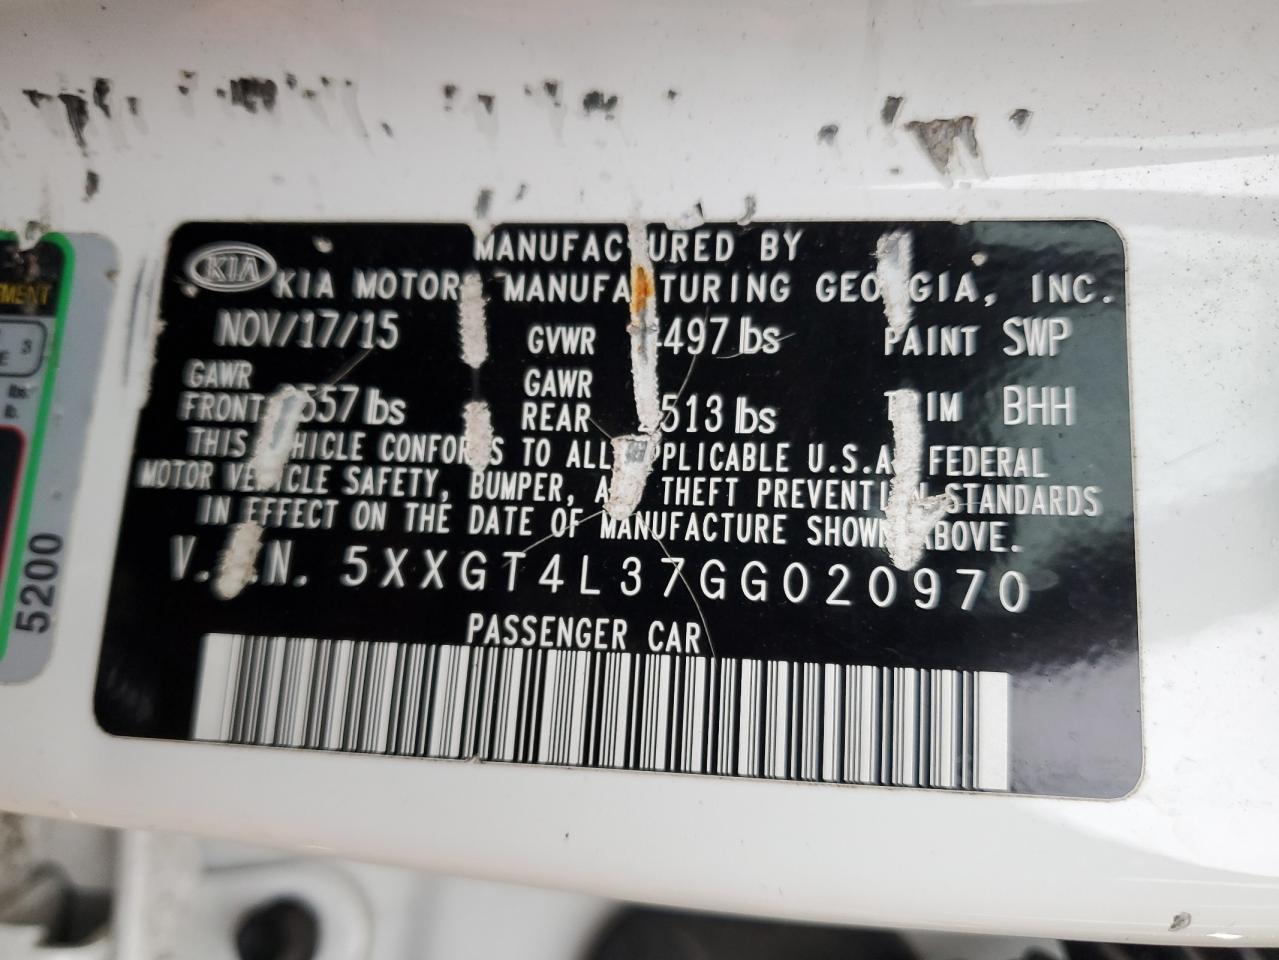 MANUFACTURED BY
KIA
KIA MOTORS MANUFACTURING GEORGIA, INC.
NOV/17/15 GVWR 497 lbs PAINT SWP
GAWR FRONT 557 lbs GAWR REAR 513 lbs TRIM BHH
THIS VEHICLE CONFORMS TO ALL APPLICABLE U.S.A. FEDERAL
MOTOR VEHICLE SAFETY, BUMPER, AND THEFT PREVENTION STANDARDS
IN EFFECT ON THE DATE OF MANUFACTURE SHOWN ABOVE.
V.I.N. 5XXGT4L37GG020970
PASSENGER CAR
5200